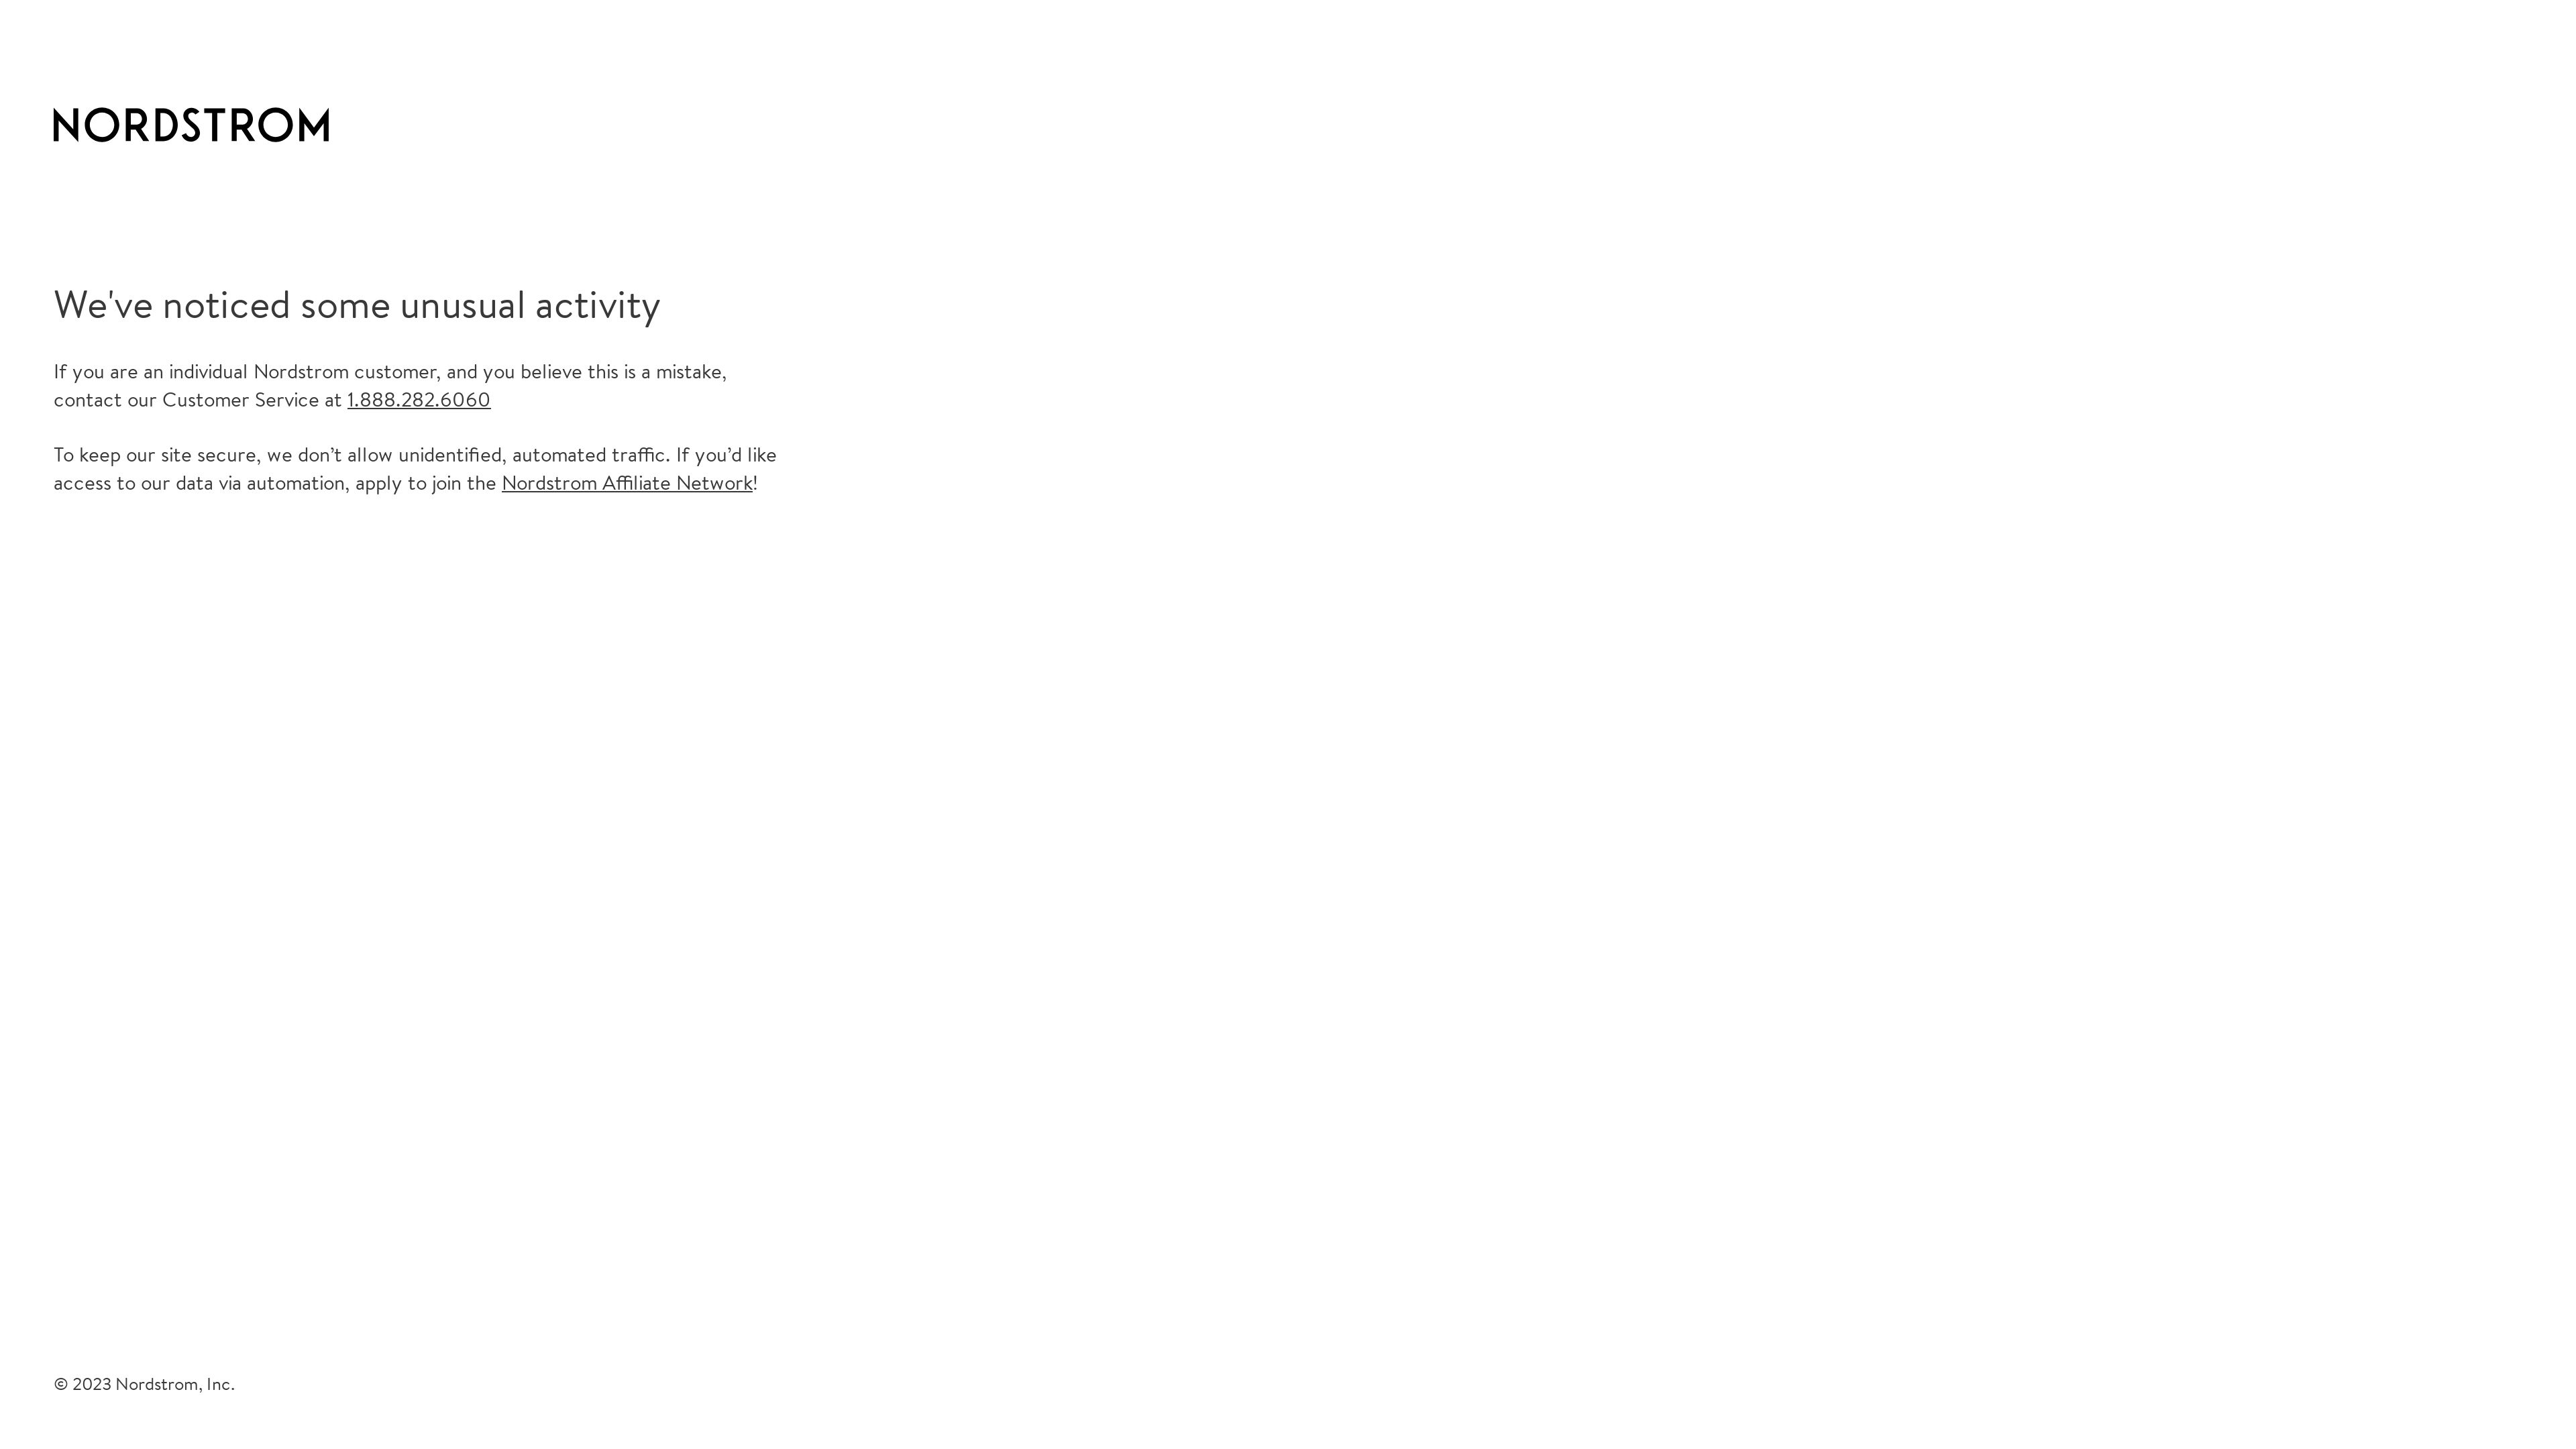 NORDSTROM
We've noticed some unusual activity
If you are an individual Nordstrom customer, and you believe this is a mistake,
contact our Customer Service at 1.888.282.6060
To keep our site secure, we don’t allow unidentified, automated traffic. If you’d like
access to our data via automation, apply to join the Nordstrom Affiliate Network!
© 2023 Nordstrom, Inc.